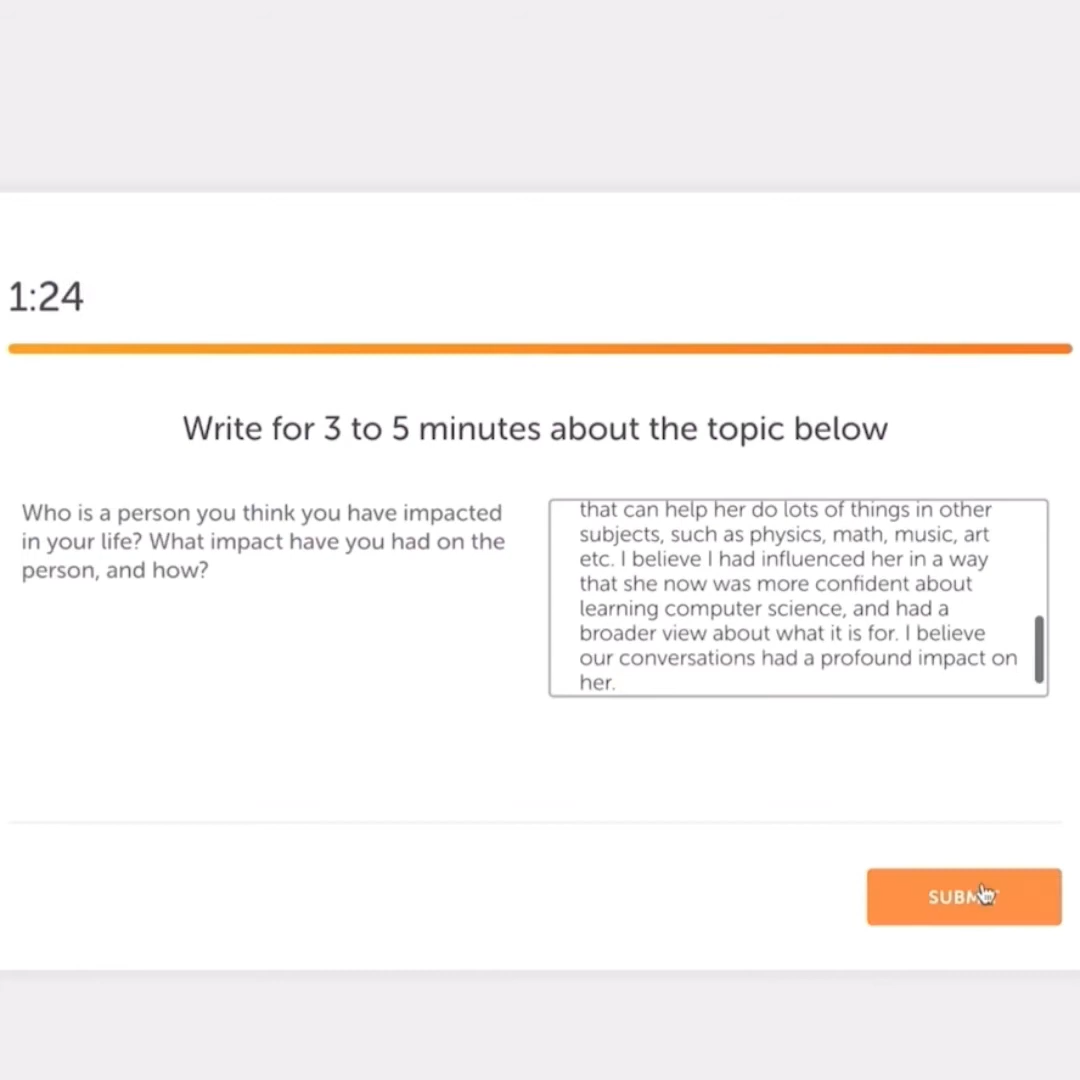 1:24
Write for 3 to 5 minutes about the topic below
Who is a person you think you have impacted
in your life? What impact have you had on the
person, and how?
that can help her do lots of things in other
subjects, such as physics, math, music, art
etc. I believe I had influenced her in a way
that she now was more confident about
learning computer science, and had a
broader view about what it is for. I believe
our conversations had a profound impact on
her.
SUBMIT